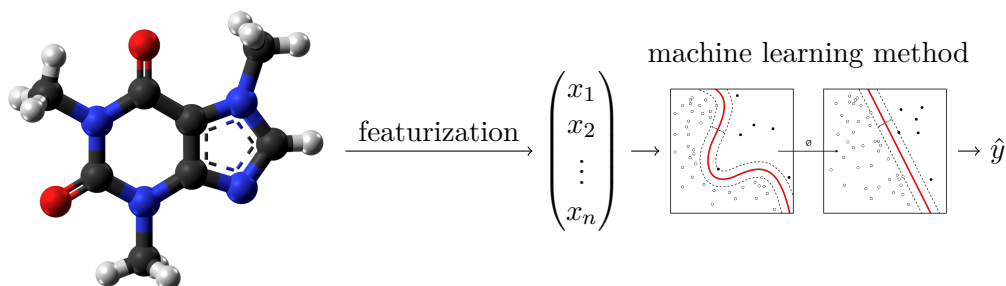 machine learning method
featurization
x₁
x₂
⋮
xₙ
ø
ŷ